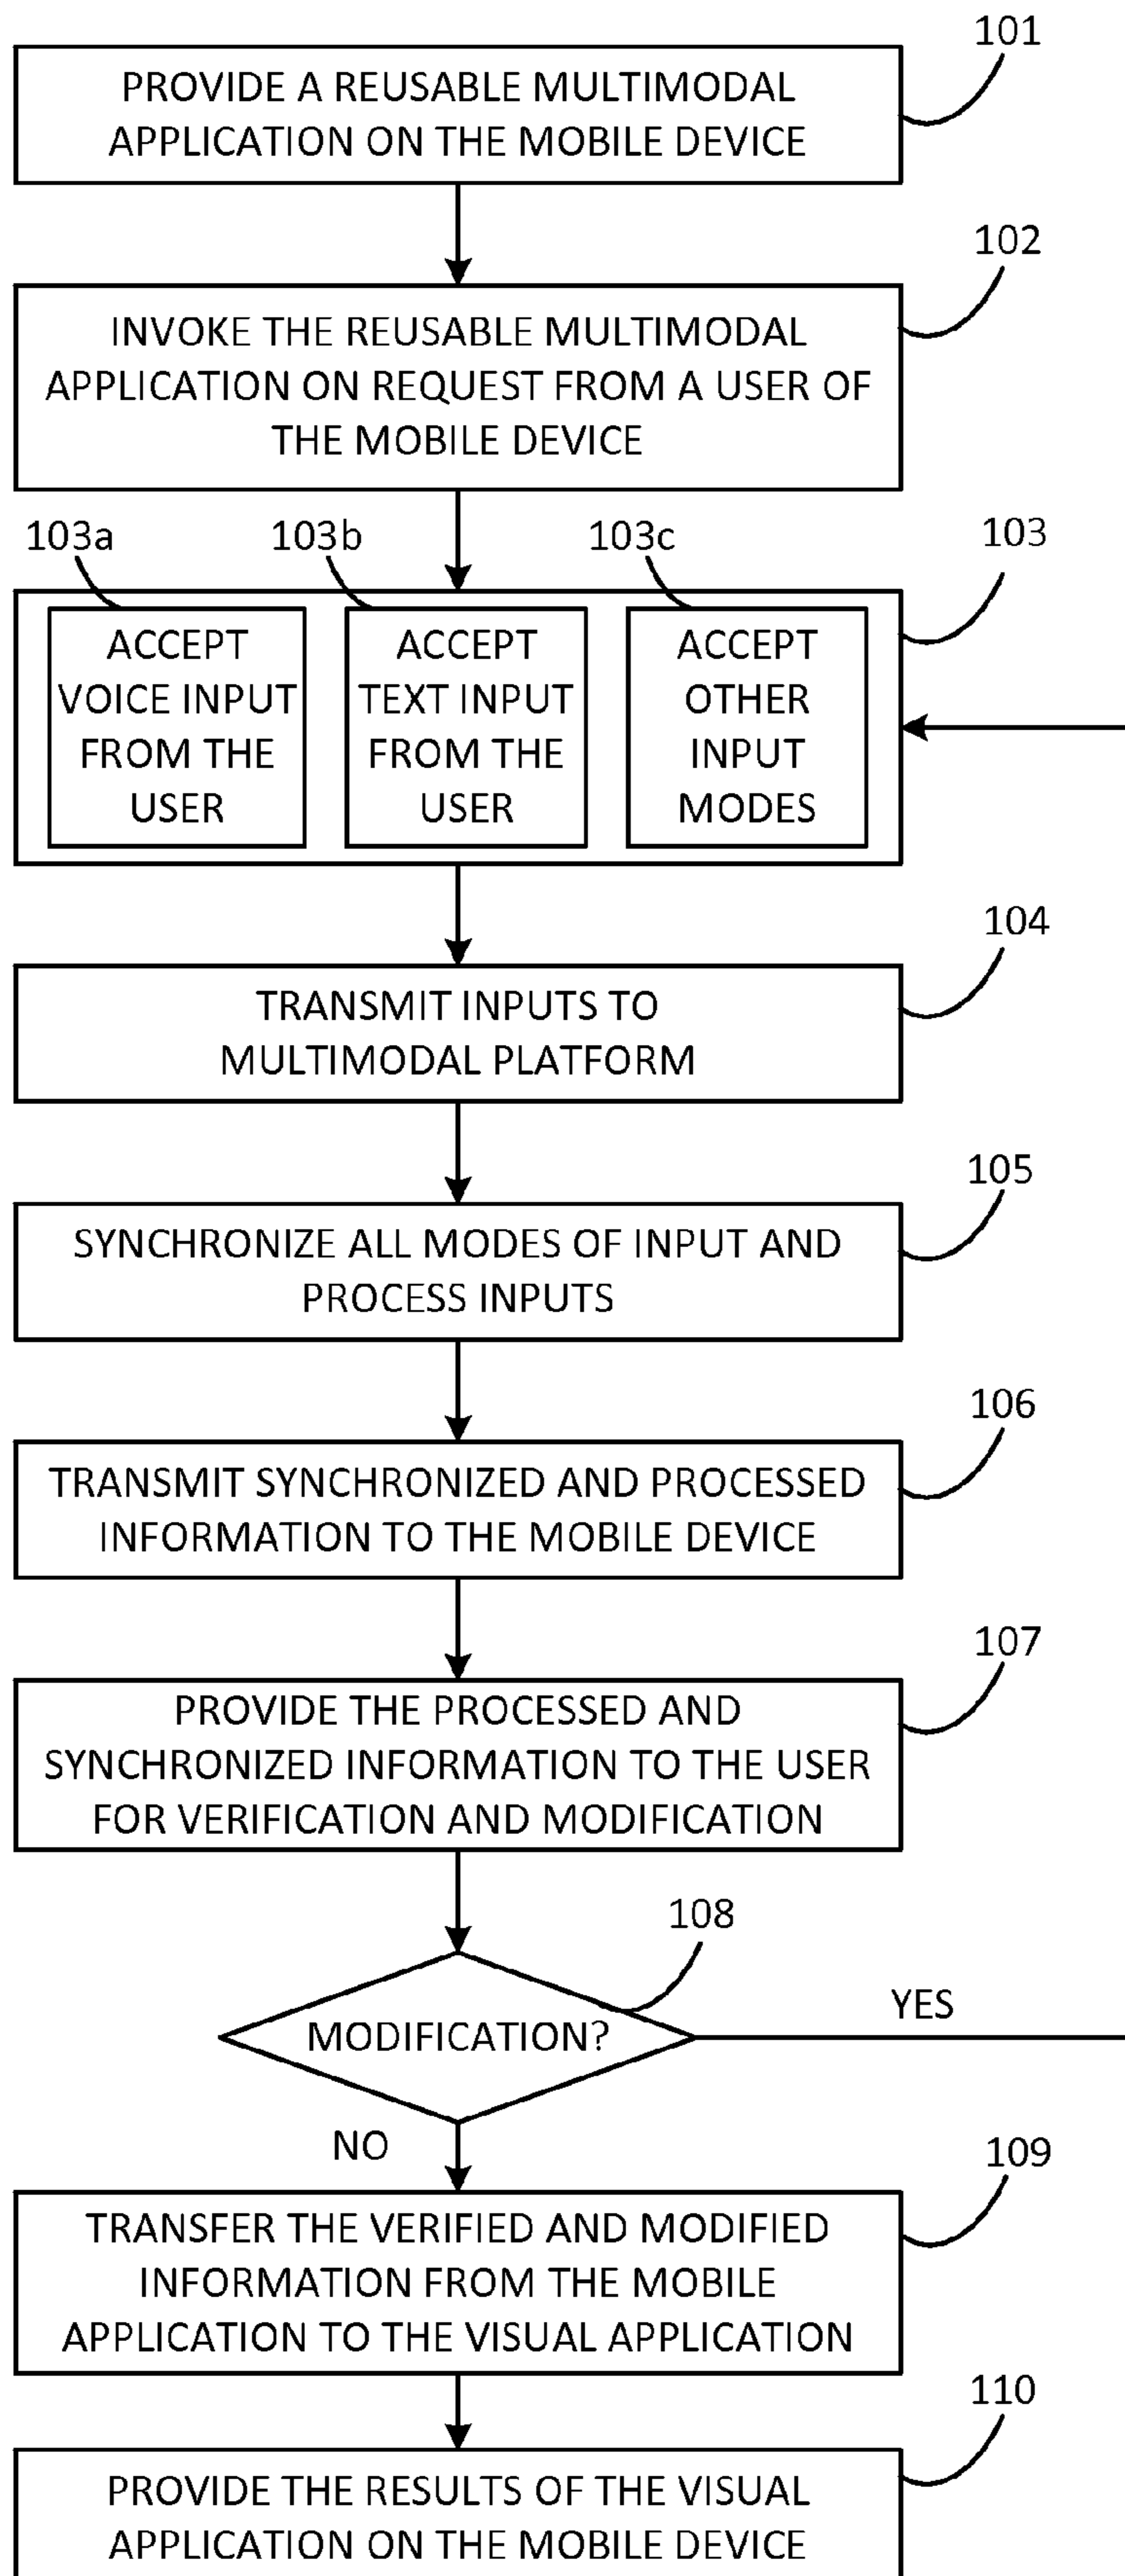 101
PROVIDE A REUSABLE MULTIMODAL
APPLICATION ON THE MOBILE DEVICE
102
INVOKE THE REUSABLE MULTIMODAL
APPLICATION ON REQUEST FROM A USER OF
THE MOBILE DEVICE
103a
103b
103c
103
ACCEPT
VOICE INPUT
FROM THE
USER
ACCEPT
TEXT INPUT
FROM THE
USER
ACCEPT
OTHER
INPUT
MODES
104
TRANSMIT INPUTS TO
MULTIMODAL PLATFORM
105
SYNCHRONIZE ALL MODES OF INPUT AND
PROCESS INPUTS
106
TRANSMIT SYNCHRONIZED AND PROCESSED
INFORMATION TO THE MOBILE DEVICE
107
PROVIDE THE PROCESSED AND
SYNCHRONIZED INFORMATION TO THE USER
FOR VERIFICATION AND MODIFICATION
108
MODIFICATION?
YES
NO
109
TRANSFER THE VERIFIED AND MODIFIED
INFORMATION FROM THE MOBILE
APPLICATION TO THE VISUAL APPLICATION
110
PROVIDE THE RESULTS OF THE VISUAL
APPLICATION ON THE MOBILE DEVICE